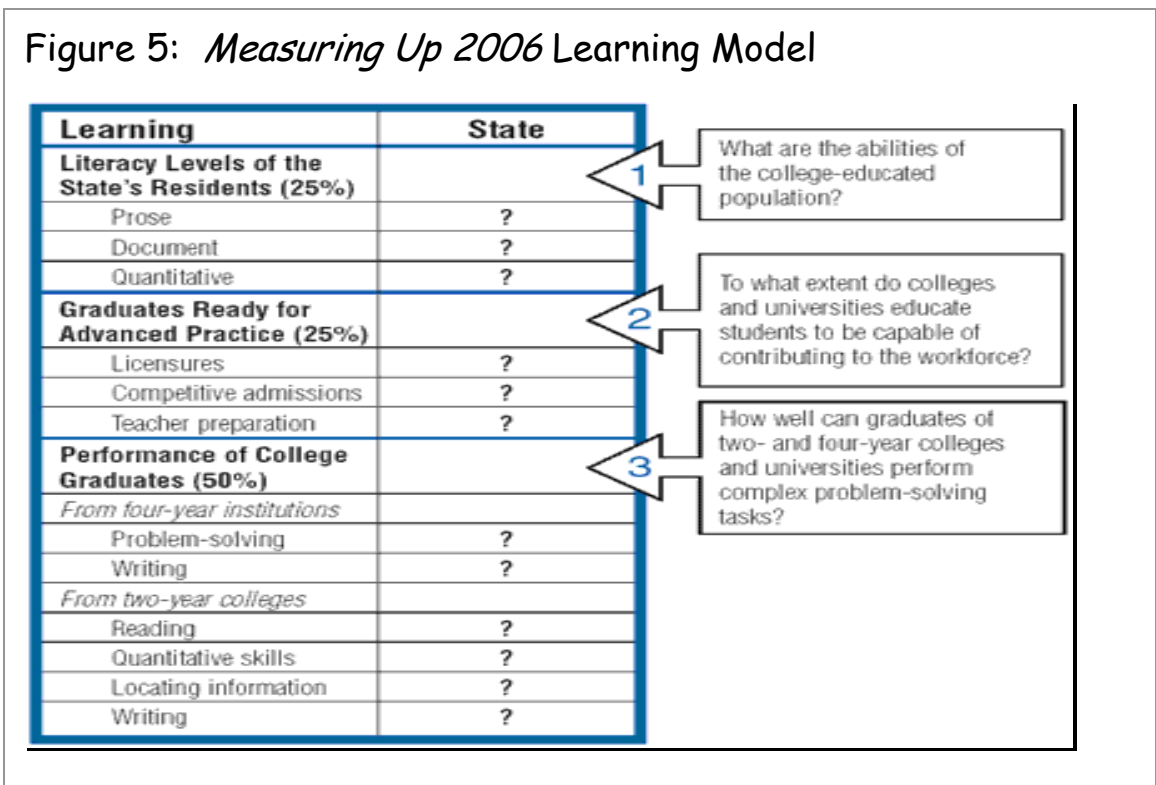 Figure 5: Measuring Up 2006 Learning Model
Learning State
Literacy Levels of the
State's Residents (25%)
Prose ?
Document ?
Quantitative ?
Graduates Ready for
Advanced Practice (25%)
Licensures ?
Competitive admissions ?
Teacher preparation ?
Performance of College
Graduates (50%)
From four-year institutions
Problem-solving ?
Writing ?
From two-year colleges
Reading ?
Quantitative skills ?
Locating information ?
Writing ?
1
What are the abilities of
the college-educated
population?
2
To what extent do colleges
and universities educate
students to be capable of
contributing to the workforce?
3
How well can graduates of
two- and four-year colleges
and universities perform
complex problem-solving
tasks?